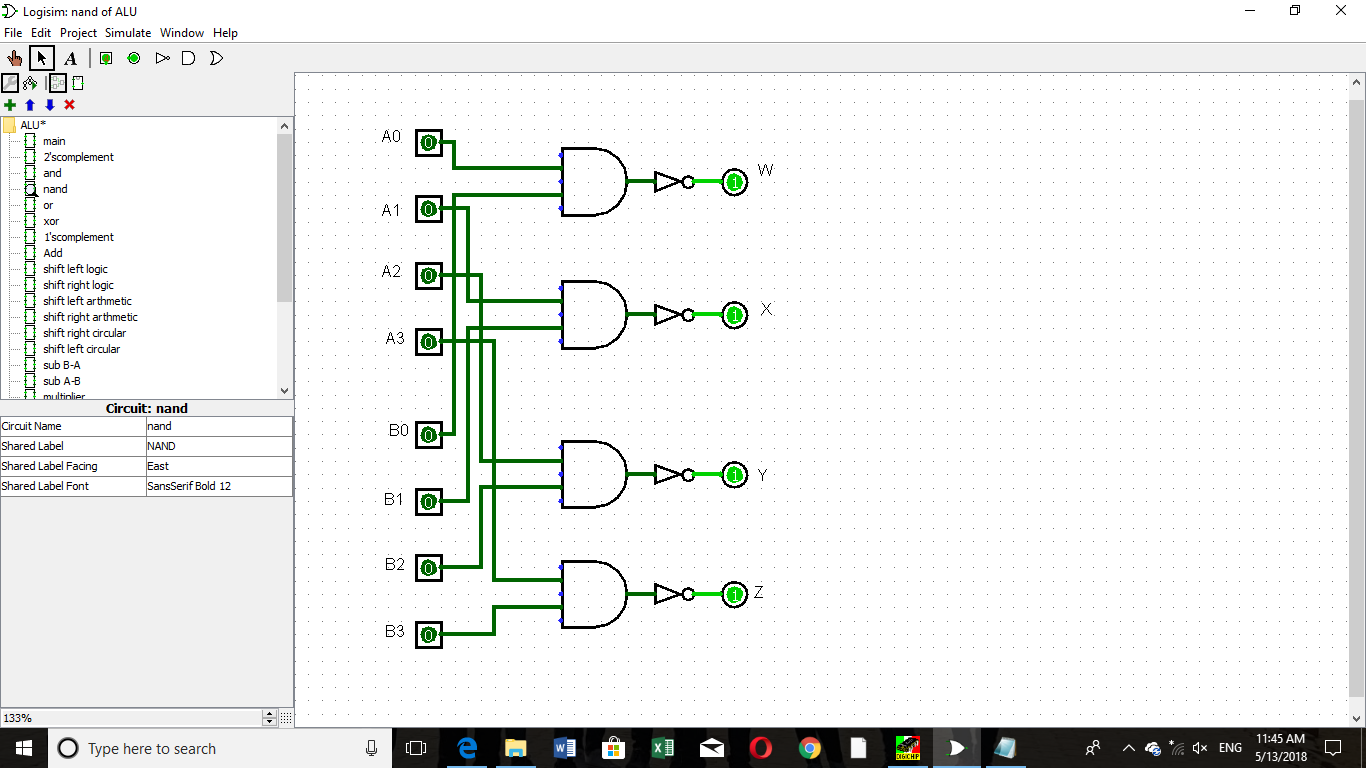 Logisim: nand of ALU
File Edit Project Simulate Window Help
A
ALU*
main
2'scomplement
and
nand
or
xor
1'scomplement
Add
shift left logic
shift right logic
shift left arthmetic
shift right arthmetic
shift right circular
shift left circular
sub B-A
sub A-B
multiplier
Circuit: nand
Circuit Name nand
Shared Label NAND
Shared Label Facing East
Shared Label Font SansSerif Bold 12
133%
A0 0
1 W
A1 0
A2 0
1 X
A3 0
B0 0
1 Y
B1 0
B2 0
1 Z
B3 0
Type here to search
DIGICHIP
ENG
11:45 AM
5/13/2018